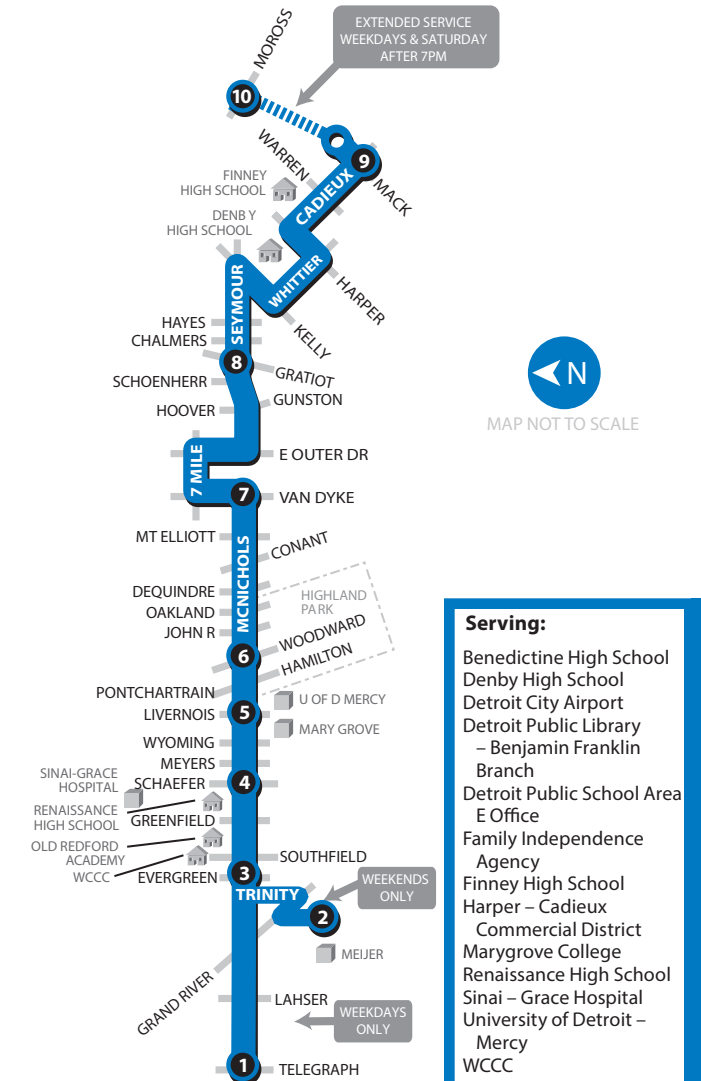 MOROSS
EXTENDED SERVICE
WEEKDAYS & SATURDAY
AFTER 7PM
10
WARREN
9
MACK
FINNEY
HIGH SCHOOL
CADIEUX
DENB Y
HIGH SCHOOL
WHITTIER
HARPER
SEYMOUR
KELLY
HAYES
CHALMERS
8
GRATIOT
SCHOENHERR
GUNSTON
HOOVER
N
MAP NOT TO SCALE
E OUTER DR
7 MILE
7
VAN DYKE
MT ELLIOTT
CONANT
MCNICHOLS
DEQUINDRE
OAKLAND
JOHN R
HIGHLAND
PARK
WOODWARD
6
HAMILTON
PONTCHARTRAIN
LIVERNOIS
5
U OF D MERCY
MARY GROVE
WYOMING
MEYERS
SINAI-GRACE
HOSPITAL
SCHAEFER
4
RENAISSANCE
HIGH SCHOOL
GREENFIELD
OLD REDFORD
ACADEMY
SOUTHFIELD
WCCC
EVERGREEN
3
TRINITY
WEEKENDS
ONLY
2
MEIJER
GRAND RIVER
LAHSER
WEEKDAYS
ONLY
1
TELEGRAPH
Serving:
Benedictine High School
Denby High School
Detroit City Airport
Detroit Public Library
– Benjamin Franklin
Branch
Detroit Public School Area
E Office
Family Independence
Agency
Finney High School
Harper – Cadieux
Commercial District
Marygrove College
Renaissance High School
Sinai – Grace Hospital
University of Detroit –
Mercy
WCCC